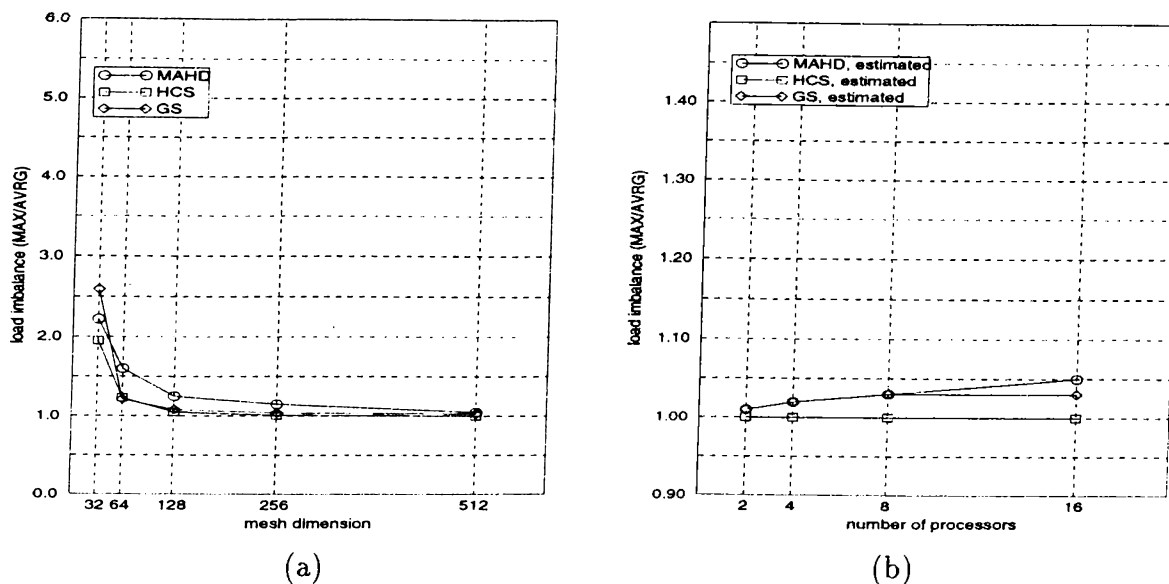 6.0
5.0
4.0
3.0
2.0
1.0
0.0
load imbalance (MAX/AVRG)
MAHD
HCS
GS
32 64 128 256 512
mesh dimension
(a)
1.40
1.30
1.20
1.10
1.00
0.90
load imbalance (MAX/AVRG)
MAHD, estimated
HCS, estimated
GS, estimated
2 4 8 16
number of processors
(b)